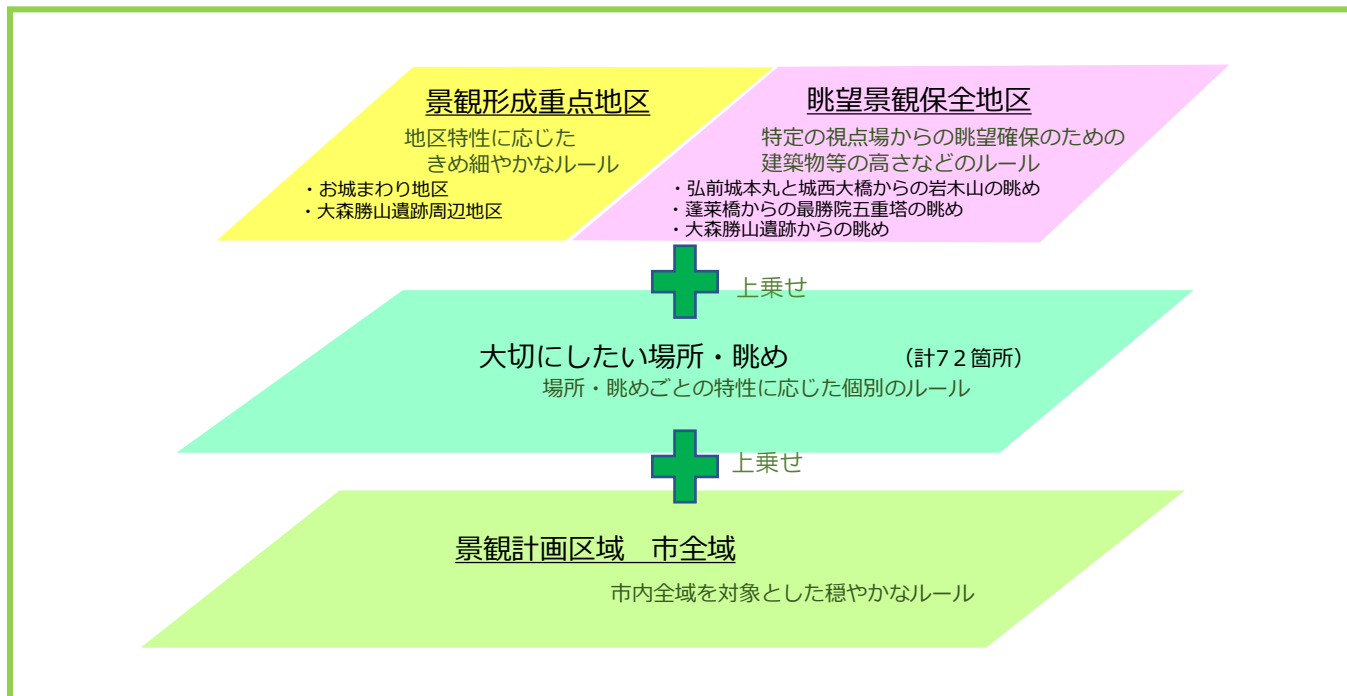 景観形成重点地区
地区特性に応じた
きめ細やかなルール
・お城まわり地区
・大森勝山遺跡周辺地区
眺望景観保全地区
特定の視点場からの眺望確保のための
建築物等の高さなどのルール
・弘前城本丸と城西大橋からの岩木山の眺め
・蓬莱橋からの最勝院五重塔の眺め
・大森勝山遺跡からの眺め
上乗せ
大切にしたい場所・眺め　（計7２箇所）
場所・眺めごとの特性に応じた個別のルール
上乗せ
景観計画区域　市全域
市内全域を対象とした穏やかなルール